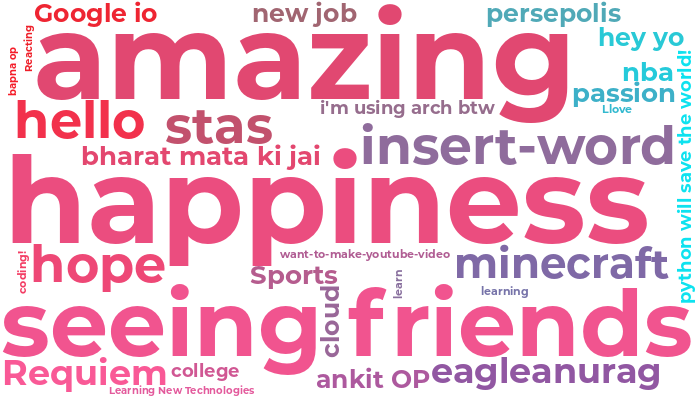 Google io
new job
persepolis
Reacting
bapna op
amazing
hey yo
nba
passion
Llove
hello
stas
i'm using arch btw
insert-word
bharat mata ki jai
python will save the world!
happiness
coding!
hope
want-to-make-youtube-video
Sports
learn
minecraft
learning
seeing friends
cloud
Requiem
college
ankit OP
eagleanurag
Learning New Technologies